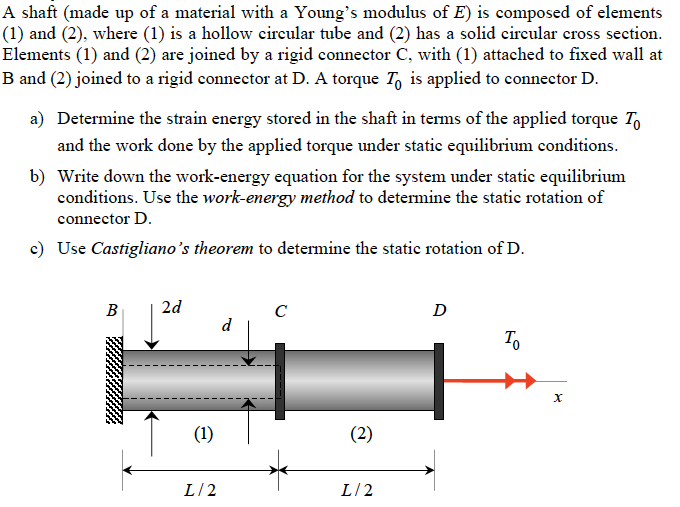 A shaft (made up of a material with a Young's modulus of E) is composed of elements
(1) and (2), where (1) is a hollow circular tube and (2) has a solid circular cross section.
Elements (1) and (2) are joined by a rigid connector C, with (1) attached to fixed wall at
B and (2) joined to a rigid connector at D. A torque T₀ is applied to connector D.
a) Determine the strain energy stored in the shaft in terms of the applied torque T₀
and the work done by the applied torque under static equilibrium conditions.
b) Write down the work-energy equation for the system under static equilibrium
conditions. Use the work-energy method to determine the static rotation of
connector D.
c) Use Castigliano's theorem to determine the static rotation of D.
B 2d C D
d
T₀
x
(1) (2)
L/2 L/2